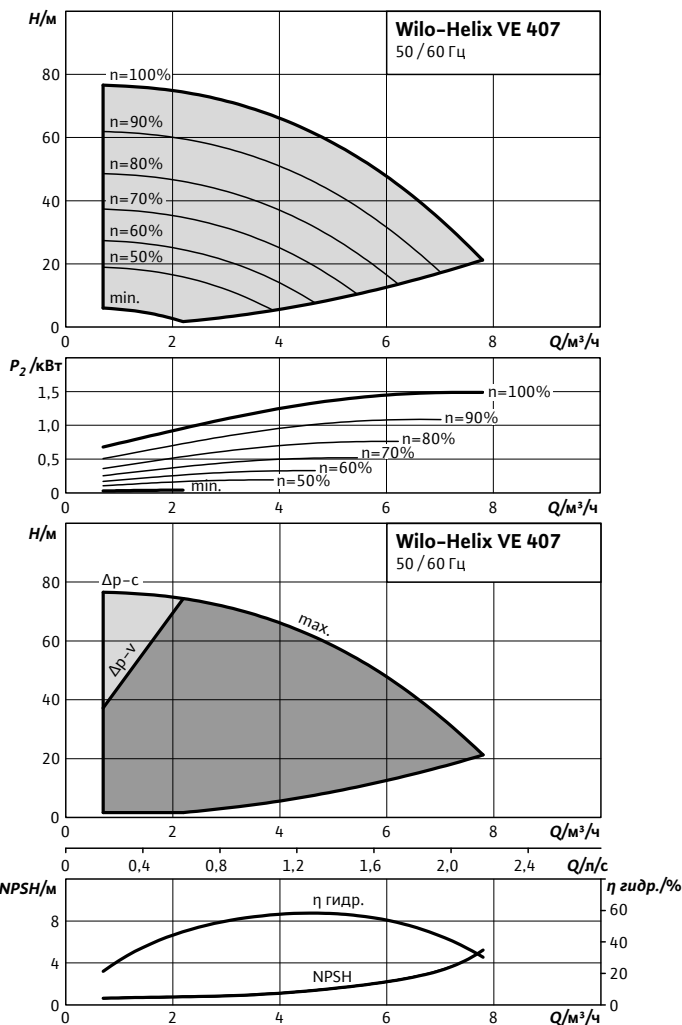 H/м
Wilo-Helix VE 407
50 / 60 Гц
80
n=100%
n=90%
60
n=80%
40
n=70%
n=60%
n=50%
20
min.
0
0 2 4 6 8 Q/м³/ч
P₂ /кВт
1,5
n=100%
1,0
n=90%
n=80%
0,5
n=70%
n=60%
n=50%
min.
0
0 2 4 6 8 Q/м³/ч
H/м
Wilo-Helix VE 407
50 / 60 Гц
80
Δp-c
max.
60
Δp-v
40
20
0
0 2 4 6 8 Q/м³/ч
0 0,4 0,8 1,2 1,6 2,0 2,4 Q/л/с
NPSH/м
η гидр./%
η гидр.
8
60
40
4
NPSH
20
0
0
0 2 4 6 8 Q/м³/ч